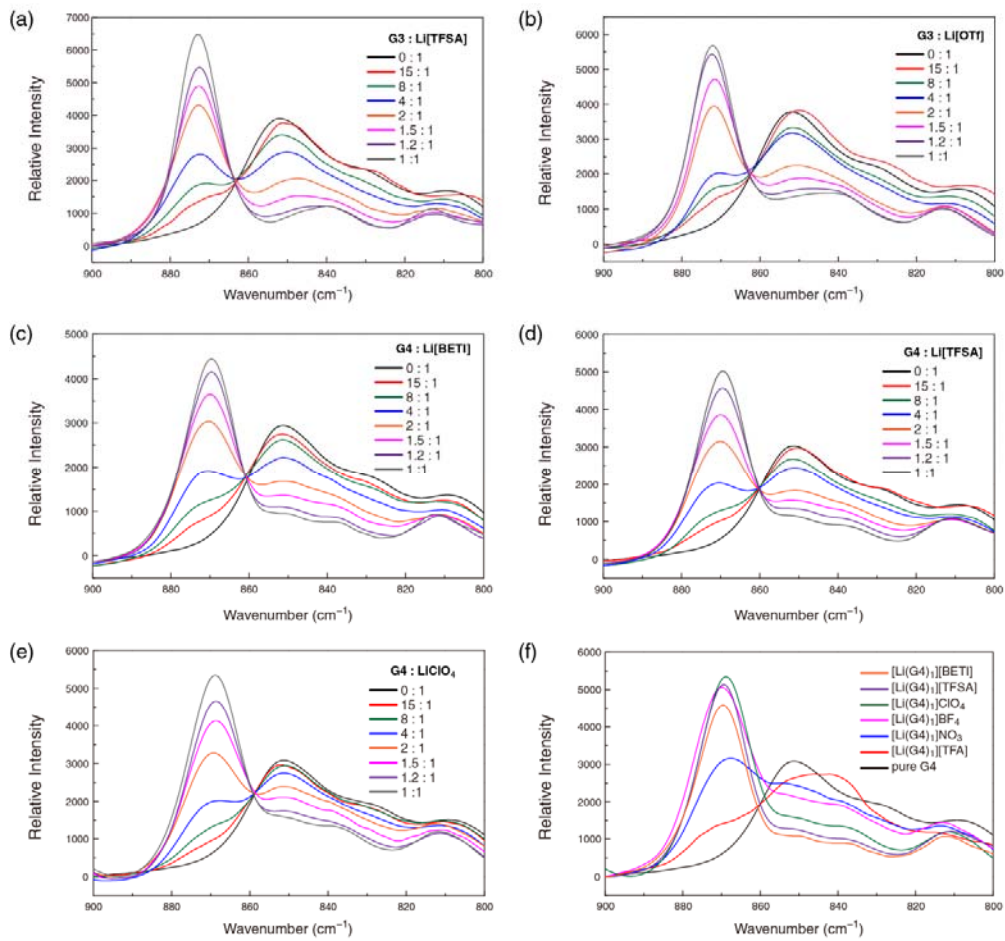 (a)
G3 : Li[TFSA]
0 : 1
15 : 1
8 : 1
4 : 1
2 : 1
1.5 : 1
1.2 : 1
1 :1
7000
6000
5000
4000
3000
2000
1000
0
Relative Intensity
900 880 860 840 820 800
Wavenumber (cm⁻¹)
(b)
G3 : Li[OTf]
0 : 1
15 : 1
8 : 1
4 : 1
2 : 1
1.5 : 1
1.2 : 1
1 :1
6000
5000
4000
3000
2000
1000
0
Relative Intensity
900 880 860 840 820 800
Wavenumber (cm⁻¹)
(c)
G4 : Li[BETI]
0 : 1
15 : 1
8 : 1
4 : 1
2 : 1
1.5 : 1
1.2 : 1
1 :1
5000
4000
3000
2000
1000
0
Relative Intensity
900 880 860 840 820 800
Wavenumber (cm⁻¹)
(d)
G4 : Li[TFSA]
0 : 1
15 : 1
8 : 1
4 : 1
2 : 1
1.5 : 1
1.2 : 1
1 :1
6000
5000
4000
3000
2000
1000
0
Relative Intensity
900 880 860 840 820 800
Wavenumber (cm⁻¹)
(e)
G4 : LiClO₄
0 : 1
15 : 1
8 : 1
4 : 1
2 : 1
1.5 : 1
1.2 : 1
1 :1
6000
5000
4000
3000
2000
1000
0
Relative Intensity
900 880 860 840 820 800
Wavenumber (cm⁻¹)
(f)
[Li(G4)₁][BETI]
[Li(G4)₁][TFSA]
[Li(G4)₁]ClO₄
[Li(G4)₁]BF₄
[Li(G4)₁]NO₃
[Li(G4)₁][TFA]
pure G4
6000
5000
4000
3000
2000
1000
0
Relative Intensity
900 880 860 840 820 800
Wavenumber (cm⁻¹)